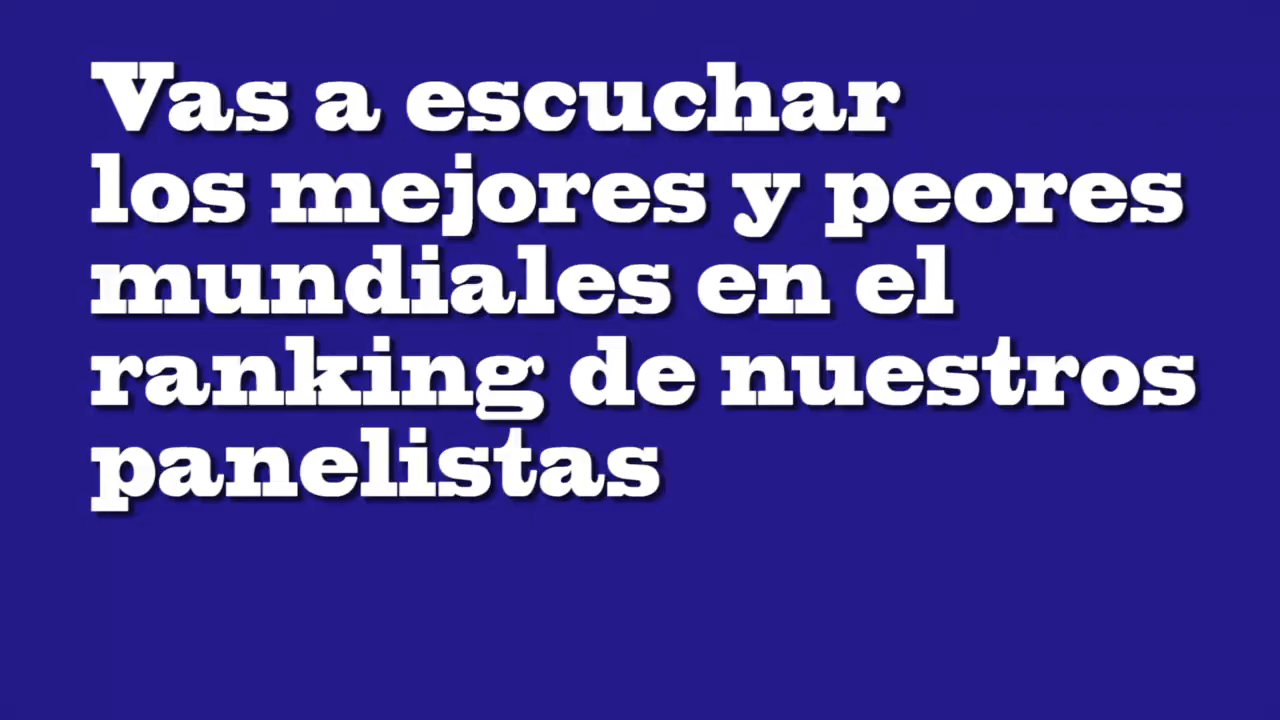 Vas a escuchar
los mejores y peores
mundiales en el
ranking de nuestros
panelistas